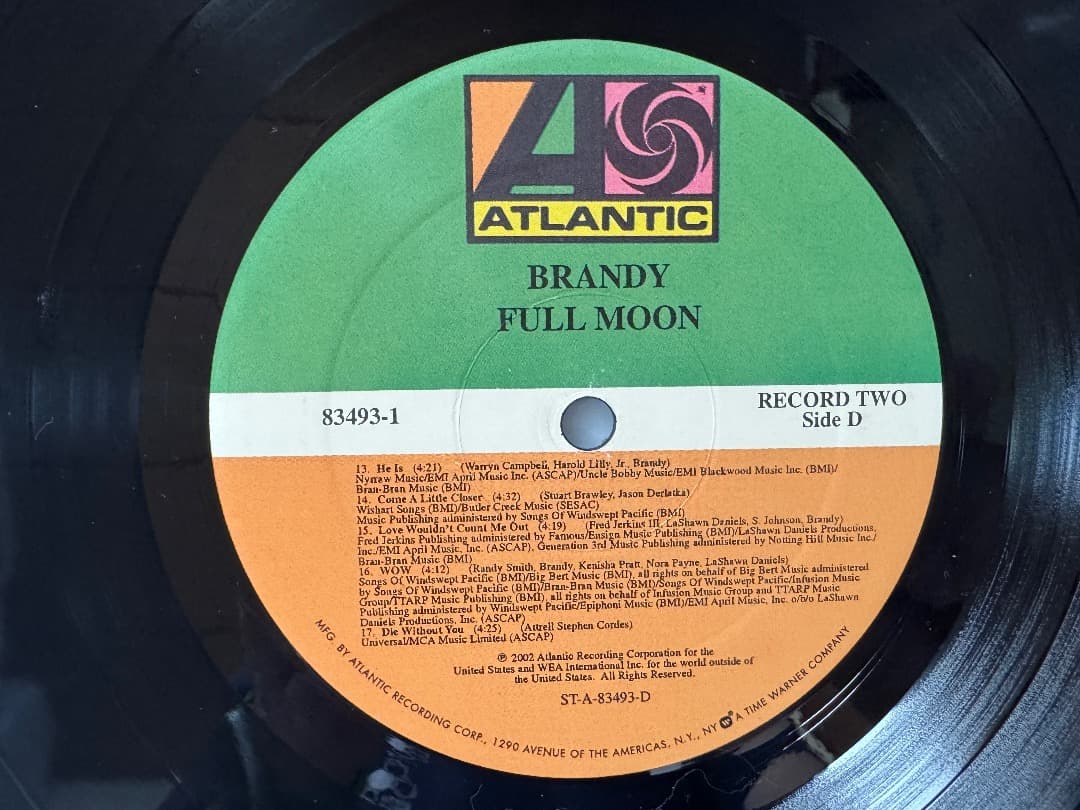 ATLANTIC
BRANDY
FULL MOON
83493-1
RECORD TWO
Side D
13. He Is (4:21) (Warryn Campbell, Harold Lilly, Jr., Brandy)
Nyrraw Music/EMI April Music Inc. (ASCAP)/Uncle Bobby Music/EMI Blackwood Music Inc. (BMI)/
Bran-Bran Music (BMI)
14. Come A Little Closer (4:32) (Stuart Brawley, Jason Derlatka)
Wishart Songs (BMI)/Butler Creek Music (SESAC)
Music Publishing administered by Songs Of Windswept Pacific (BMI)
15. Love Wouldn't Count Me Out (4:19) (Fred Jerkins III, LaShawn Daniels, S. Johnson, Brandy)
Fred Jerkins Publishing administered by Famous/Ensign Music Publishing (BMI)/LaShawn Daniels Productions,
Inc./EMI April Music, Inc. (ASCAP), Generation 3rd Music Publishing administered by Notting Hill Music Inc./
Bran-Bran Music (BMI)
16. WOW (4:12) (Randy Smith, Brandy, Kenisha Pratt, Nora Payne, LaShawn Daniels)
Songs Of Windswept Pacific (BMI)/Big Bert Music (BMI), all rights on behalf of Big Bert Music administered
by Songs Of Windswept Pacific (BMI)/Bran-Bran Music (BMI)/Songs Of Windswept Pacific/Infusion Music
Group/TTARP Music Publishing (BMI), all rights on behalf of Infusion Music Group and TTARP Music
Publishing administered by Windswept Pacific/Epiphoni Music (BMI)/EMI April Music, Inc. o/b/o LaShawn
Daniels Productions, Inc. (ASCAP)
17. Die Without You (4:25) (Attrell Stephen Cordes)
Universal/MCA Music Limited (ASCAP)
℗ 2002 Atlantic Recording Corporation for the
United States and WEA International Inc. for the world outside of
the United States. All Rights Reserved.
ST-A-83493-D
MFG. BY ATLANTIC RECORDING CORP., 1290 AVENUE OF THE AMERICAS, N.Y., NY ® A TIME WARNER COMPANY